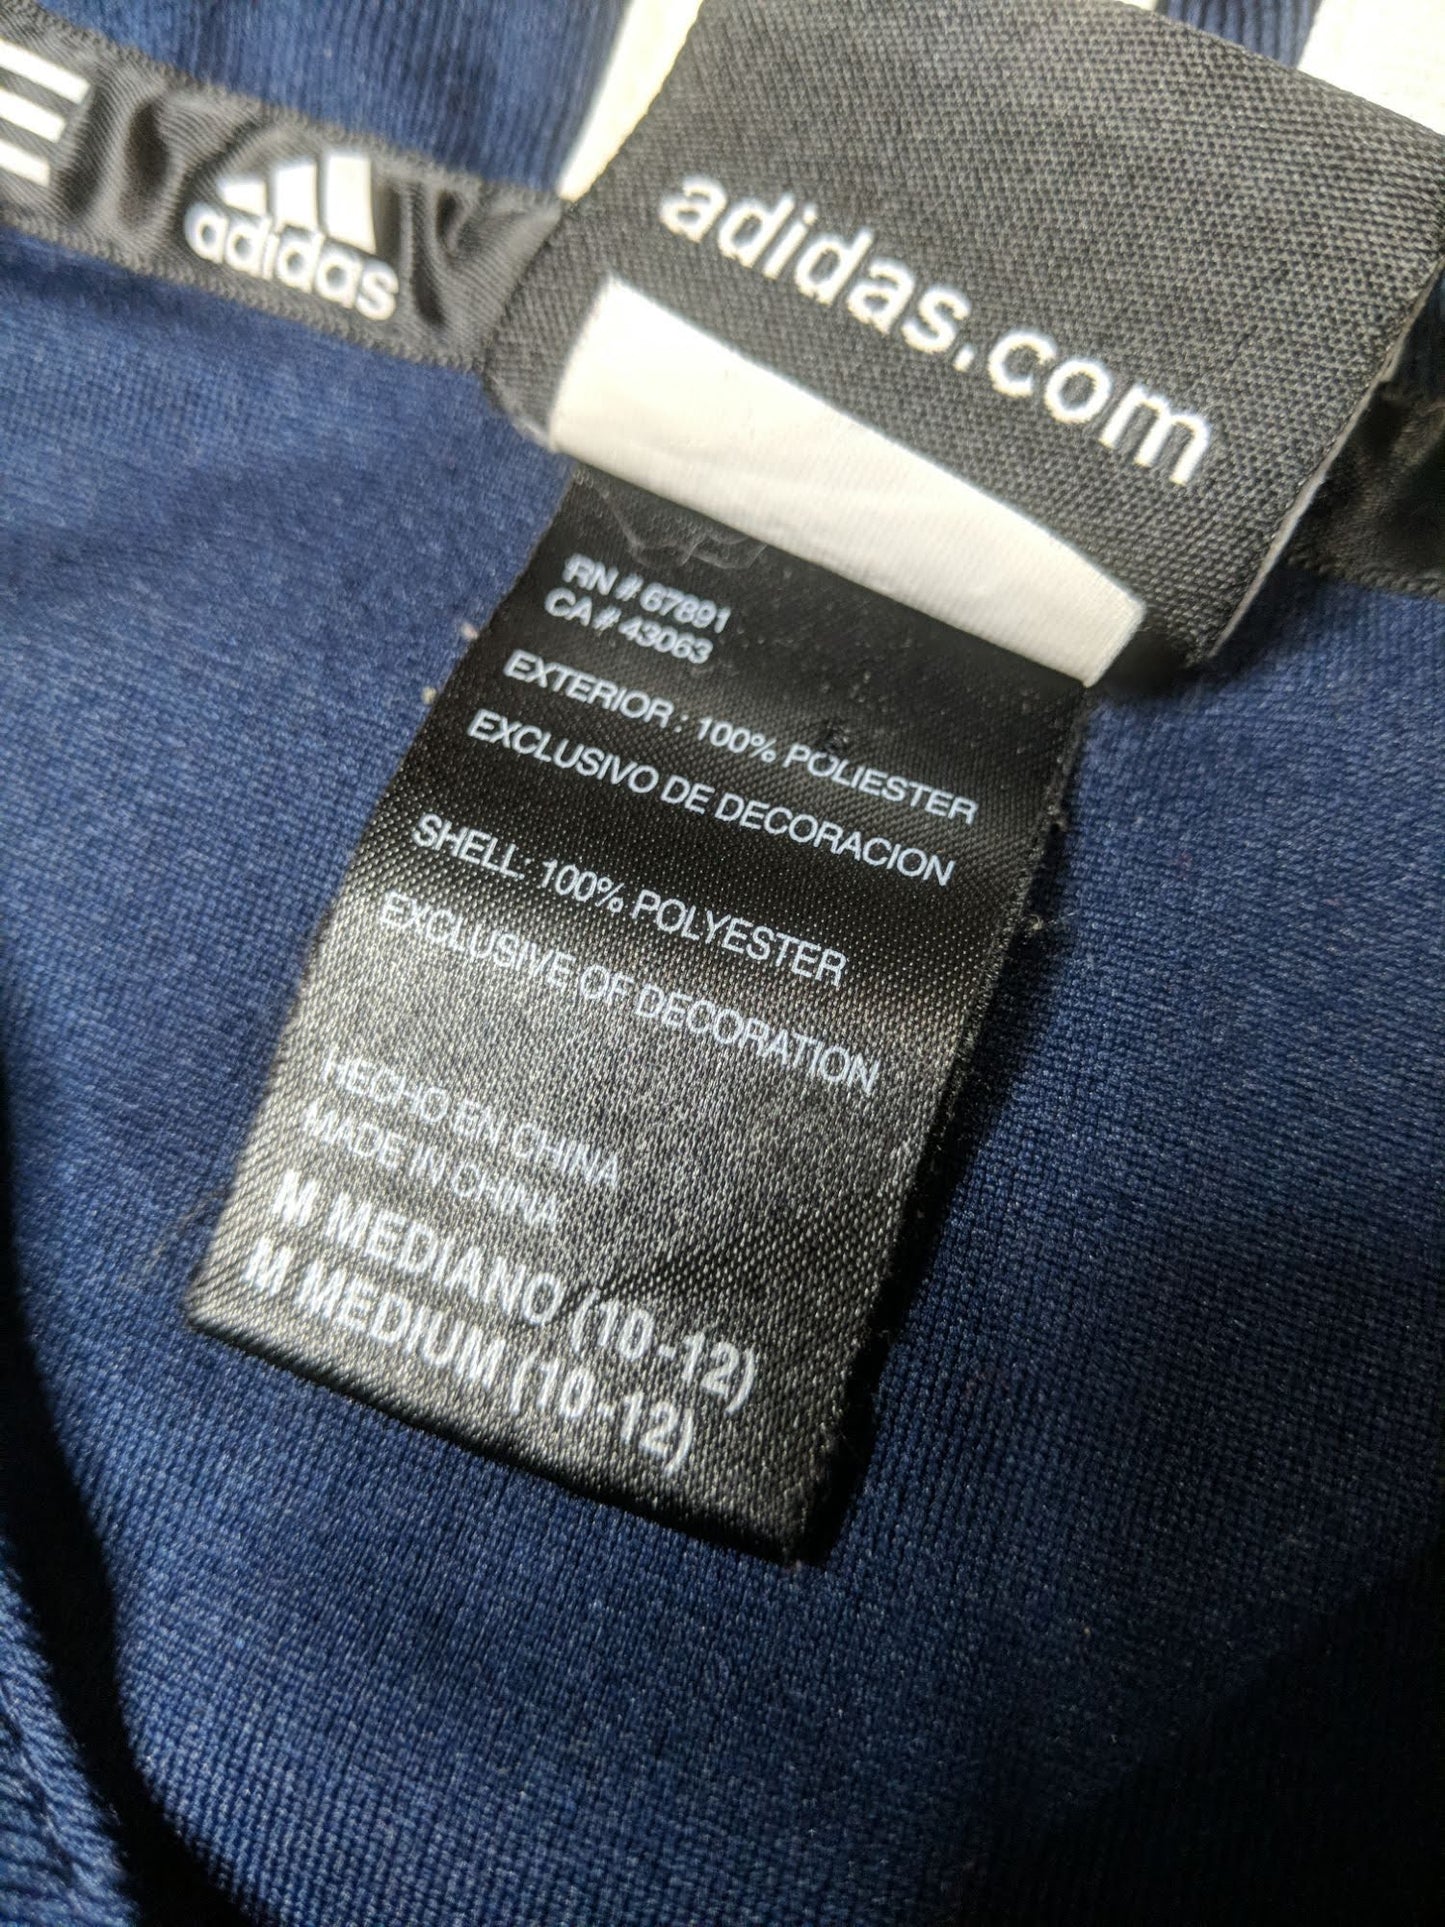 adidas
adidas.com
RN # 67891
CA # 43063
EXTERIOR : 100% POLIESTER
EXCLUSIVO DE DECORACION
SHELL: 100% POLYESTER
EXCLUSIVE OF DECORATION
HECHO EN CHINA
MADE IN CHINA
M MEDIANO (10-12)
M MEDIUM (10-12)